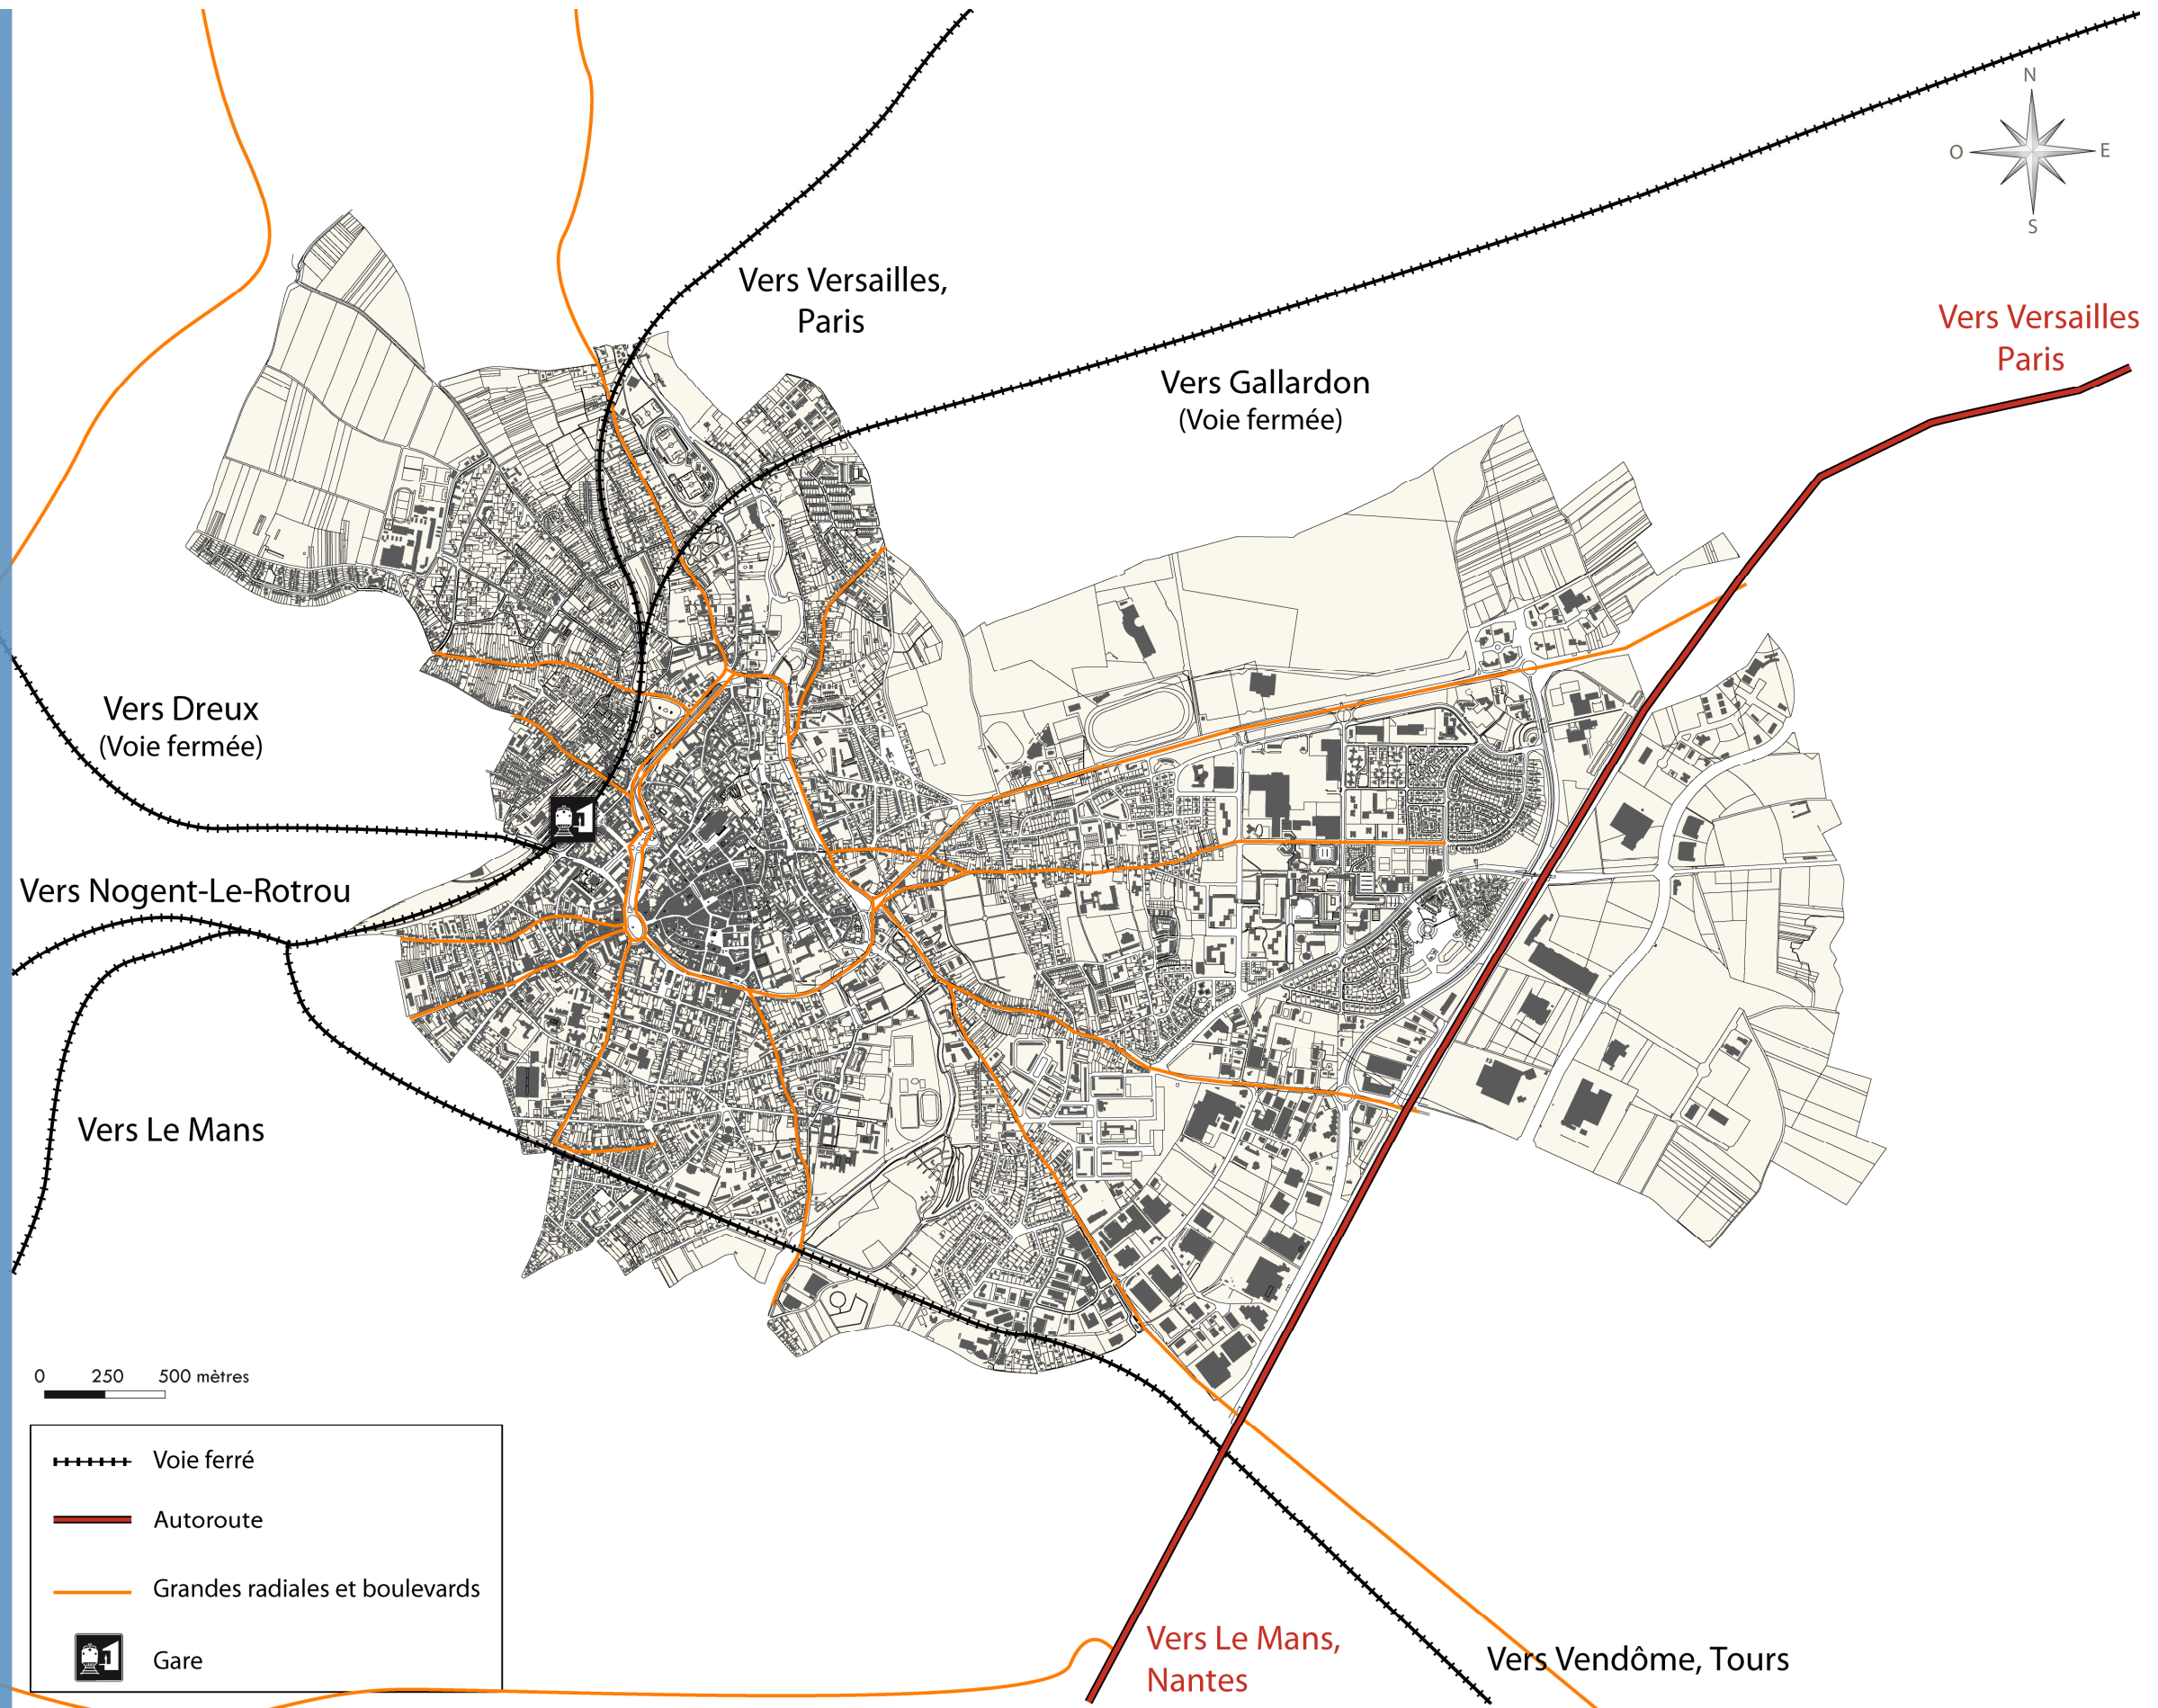 N
O
E
S
Vers Versailles,
Paris
Vers Versailles
Paris
Vers Gallardon
(Voie fermée)
Vers Dreux
(Voie fermée)
Vers Nogent-Le-Rotrou
Vers Le Mans
0 250 500 mètres
Voie ferré
Autoroute
Grandes radiales et boulevards
Gare
Vers Le Mans,
Nantes
Vers Vendôme, Tours